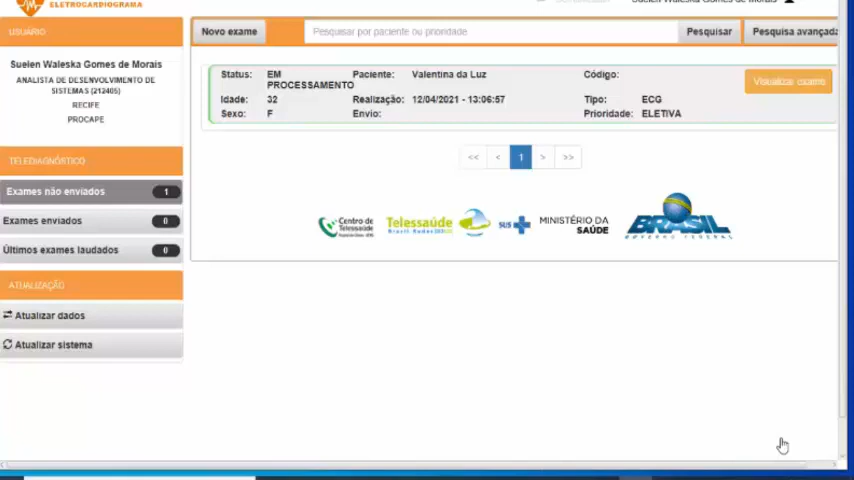 ELETROCARDIOGRAMA
Suelen Waleska Gomes de Morais
USUÁRIO
Suelen Waleska Gomes de Morais
ANALISTA DE DESENVOLVIMENTO DE
SISTEMAS (212405)
RECIFE
PROCAPE
TELEDIAGNÓSTICO
Exames não enviados 1
Exames enviados 0
Últimos exames laudados 0
ATUALIZAÇÃO
Atualizar dados
Atualizar sistema
Novo exame Pesquisar por paciente ou prioridade Pesquisar Pesquisa avançada
Status: EM PROCESSAMENTO Paciente: Valentina da Luz Código:
Idade: 32 Realização: 12/04/2021 - 13:06:57 Tipo: ECG
Sexo: F Envio: Prioridade: ELETIVA
Visualizar exame
<< < 1 > >>
Centro de
Telessaúde
Telessaúde
Brasil Redes
SUS
MINISTÉRIO DA
SAÚDE
BRASIL
GOVERNO FEDERAL